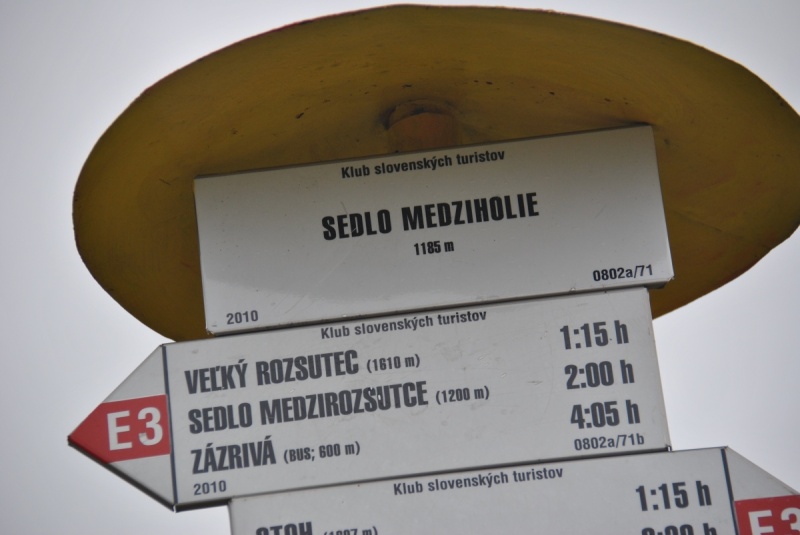 Klub slovenských turistov
SEDLO MEDZIHOLIE
1185 m
2010
0802a/71
Klub slovenských turistov
VEĽKÝ ROZSUTEC (1610 m) 1:15 h
SEDLO MEDZIROZSUTCE (1200 m) 2:00 h
ZÁZRIVÁ (BUS; 600 m) 4:05 h
E3
2010
0802a/71b
Klub slovenských turistov
1:15 h
E3